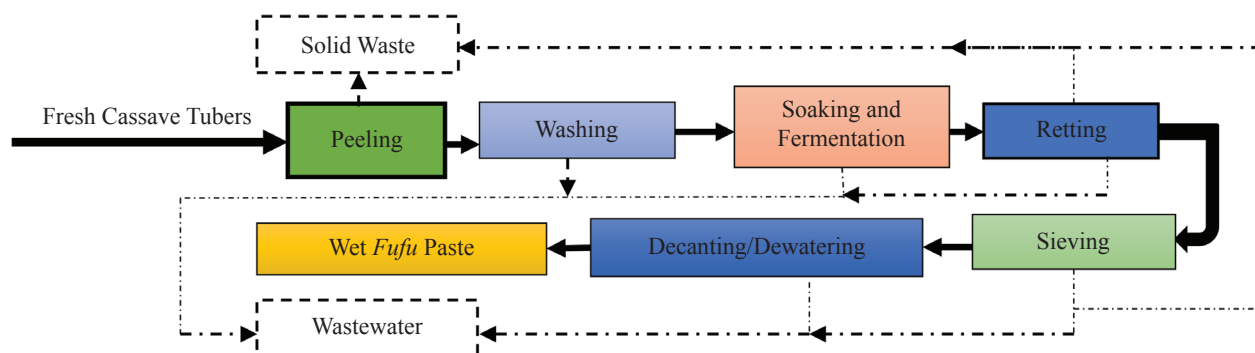 Solid Waste
Fresh Cassave Tubers
Peeling
Washing
Soaking and
Fermentation
Retting
Wet Fufu Paste
Decanting/Dewatering
Sieving
Wastewater